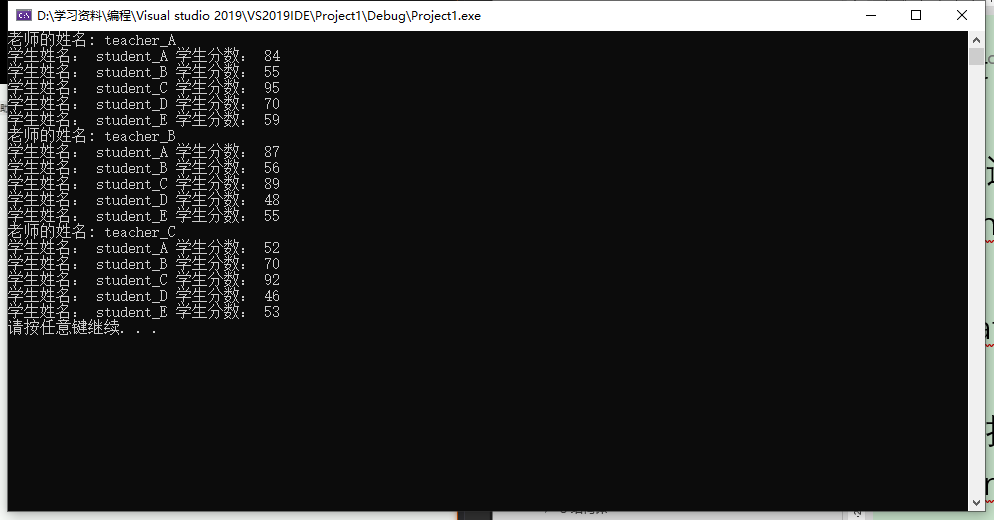 D:\学习资料\编程\Visual studio 2019\VS2019IDE\Project1\Debug\Project1.exe
老师的姓名: teacher_A
学生姓名： student_A 学生分数： 84
学生姓名： student_B 学生分数： 55
学生姓名： student_C 学生分数： 95
学生姓名： student_D 学生分数： 70
学生姓名： student_E 学生分数： 59
老师的姓名: teacher_B
学生姓名： student_A 学生分数： 87
学生姓名： student_B 学生分数： 56
学生姓名： student_C 学生分数： 89
学生姓名： student_D 学生分数： 48
学生姓名： student_E 学生分数： 55
老师的姓名: teacher_C
学生姓名： student_A 学生分数： 52
学生姓名： student_B 学生分数： 70
学生姓名： student_C 学生分数： 92
学生姓名： student_D 学生分数： 46
学生姓名： student_E 学生分数： 53
请按任意键继续. . .